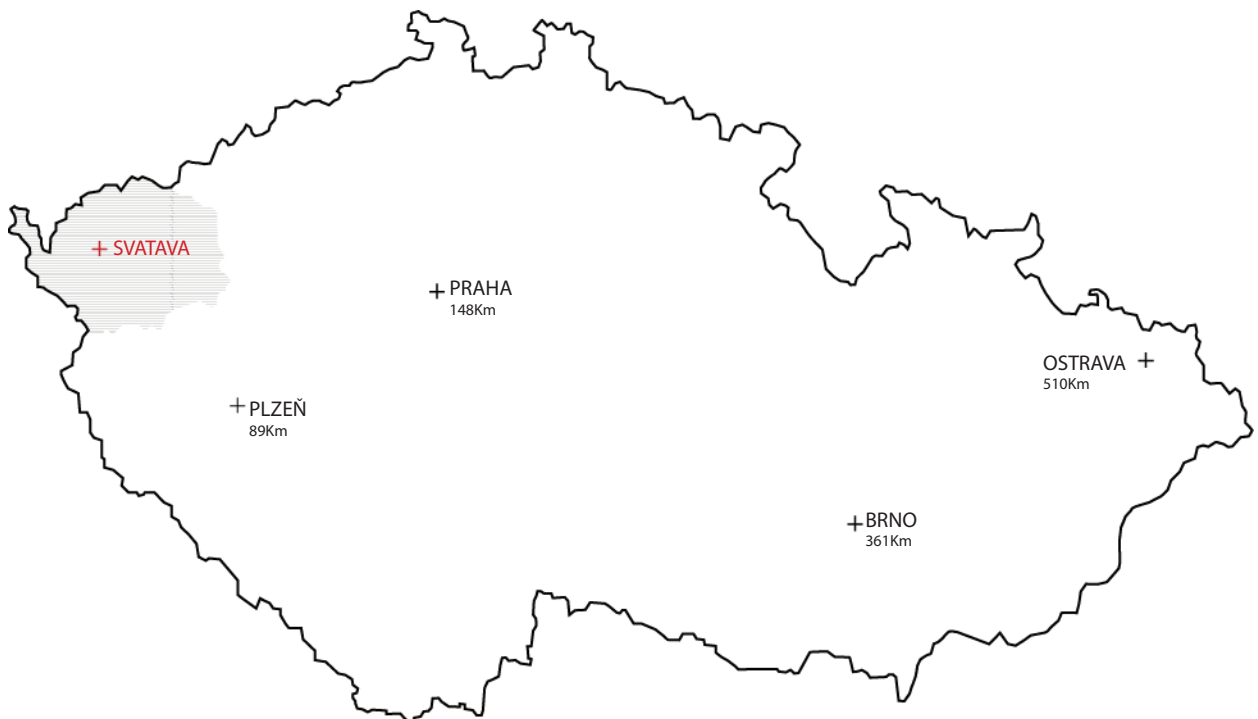 SVATAVA
PRAHA
148Km
OSTRAVA
510Km
PLZEŇ
89Km
BRNO
361Km